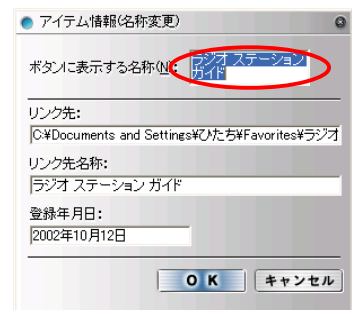 アイテム情報(名称変更)
ボタンに表示する名称(N):
ラジオ ステーション
ガイド
リンク先:
C:¥Documents and Settings¥ひたち¥Favorites¥ラジオ
リンク先名称:
ラジオ ステーション ガイド
登録年月日:
2002年10月12日
O K
キャンセル